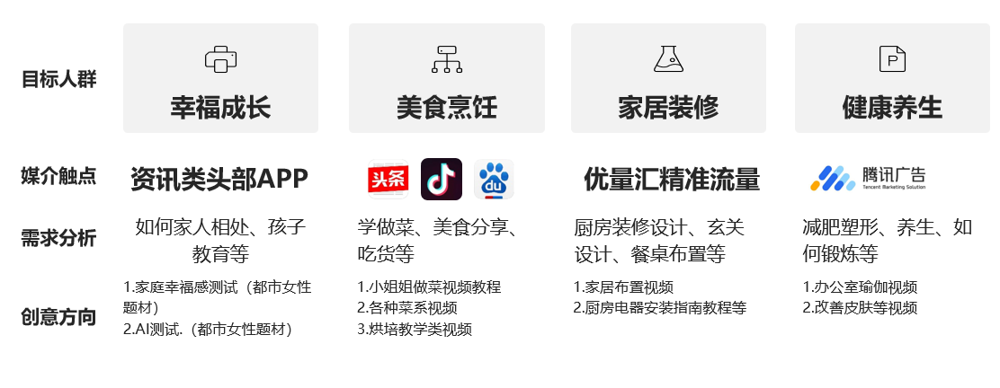 目标人群
幸福成长
美食烹饪
家居装修
P
健康养生
媒介触点
资讯类头部APP
头条
du
优量汇精准流量
腾讯广告
Tencent Marketing Solution
需求分析
如何家人相处、孩子
教育等
学做菜、美食分享、
吃货等
厨房装修设计、玄关
设计、餐桌布置等
减肥塑形、养生、如
何锻炼等
创意方向
1.家庭幸福感测试（都市女性
题材）
2.AI测试.（都市女性题材）
1.小姐姐做菜视频教程
2.各种菜系视频
3.烘培教学类视频
1.家居布置视频
2.厨房电器安装指南教程等
1.办公室瑜伽视频
2.改善皮肤等视频